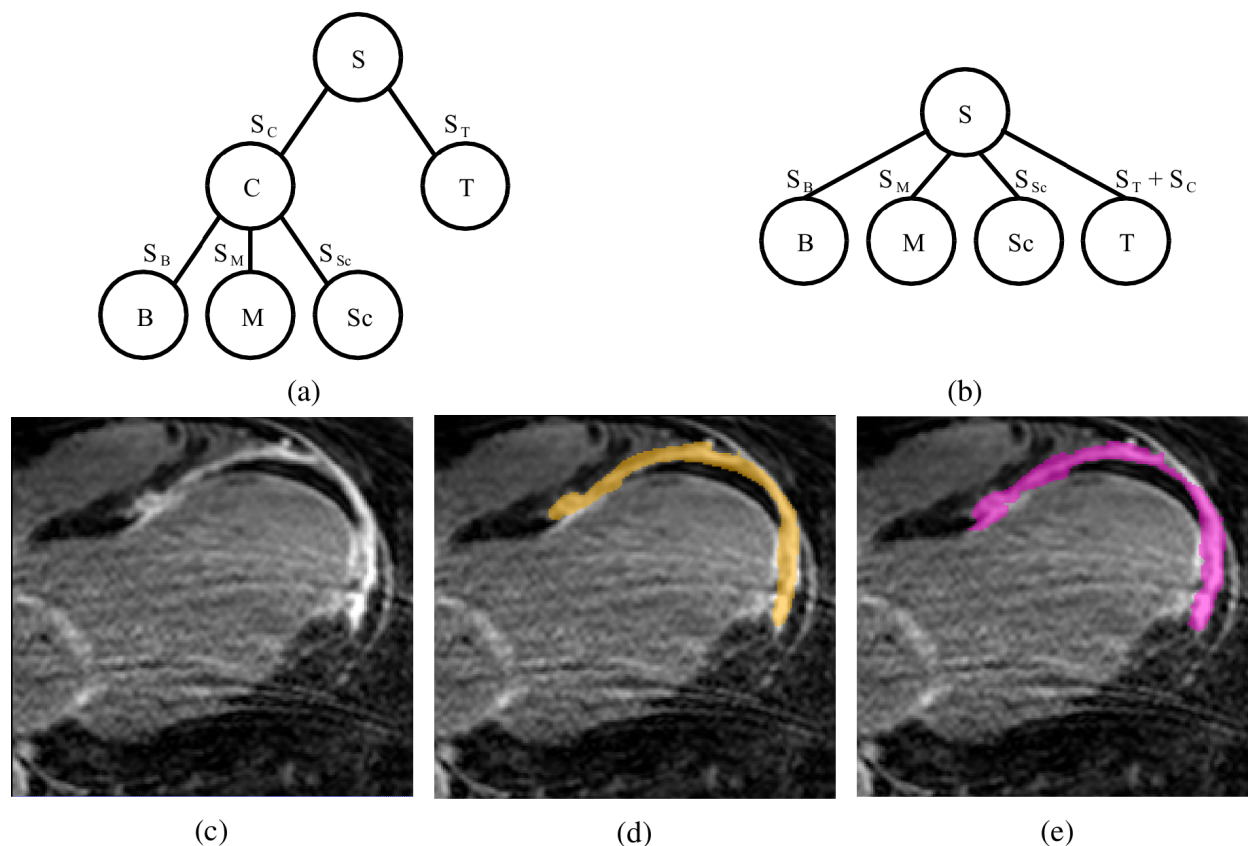 S
S_C S_T
C T
S_B S_M S_Sc
B M Sc
(a)
S
S_B S_M S_Sc S_T + S_C
B M Sc T
(b)
(c) (d) (e)